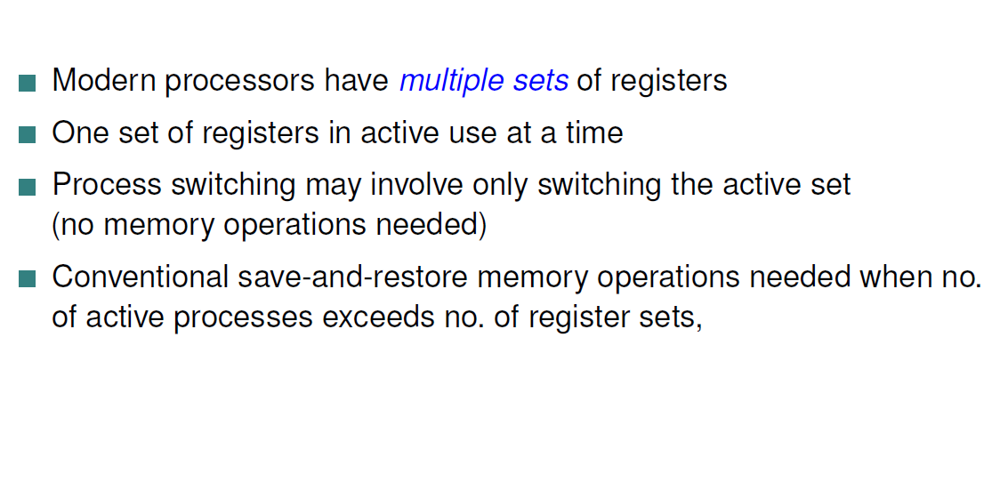 Modern processors have multiple sets of registers
One set of registers in active use at a time
Process switching may involve only switching the active set
(no memory operations needed)
Conventional save-and-restore memory operations needed when no.
of active processes exceeds no. of register sets,